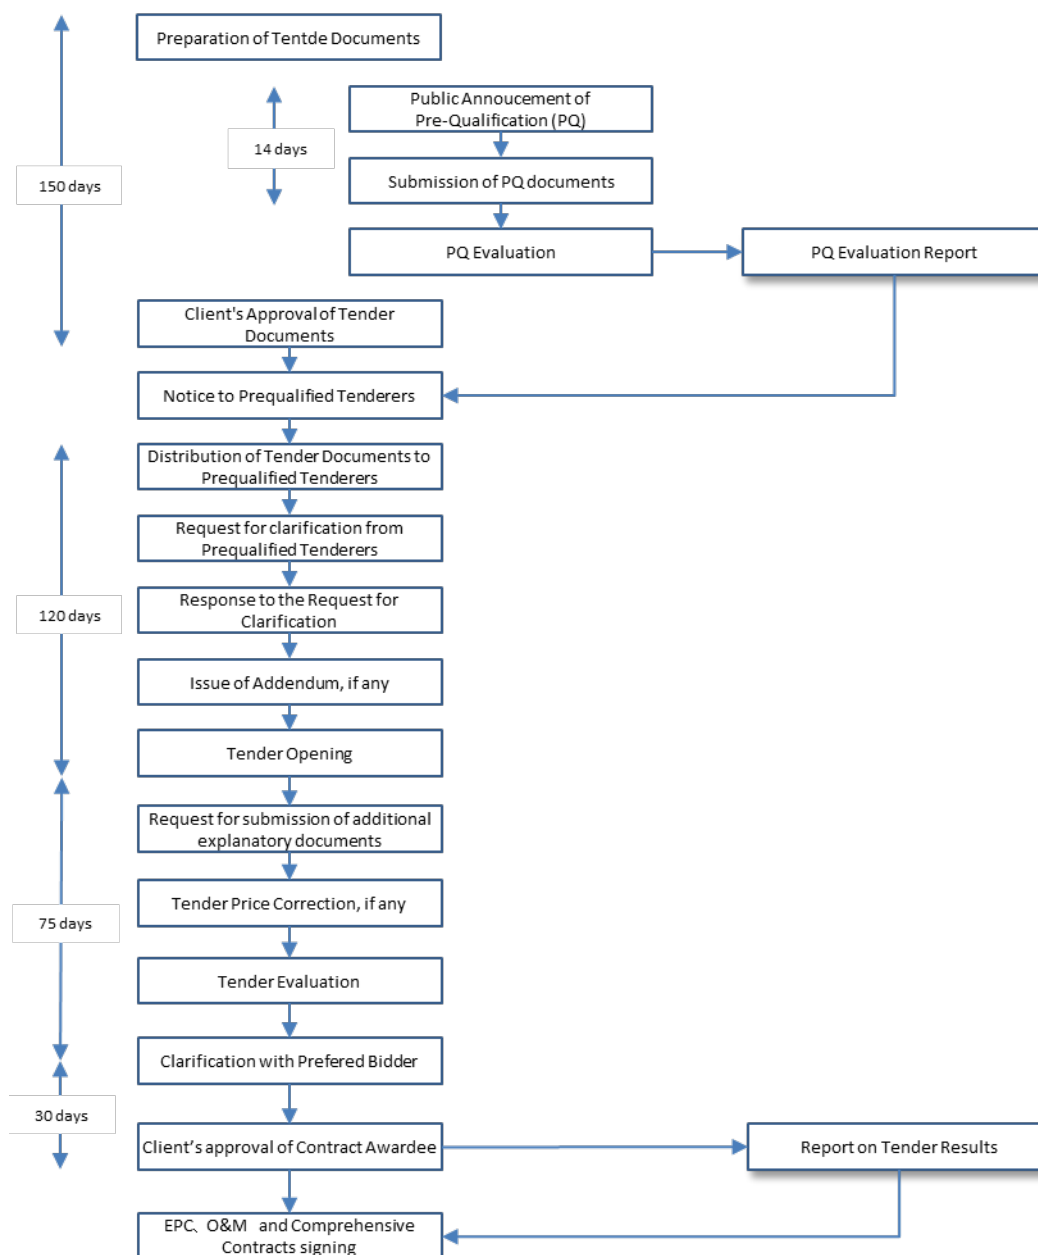 Preparation of Tentde Documents
Public Annoucement of
Pre-Qualification (PQ)
14 days
Submission of PQ documents
150 days
PQ Evaluation
PQ Evaluation Report
Client's Approval of Tender
Documents
Notice to Prequalified Tenderers
Distribution of Tender Documents to
Prequalified Tenderers
Request for clarification from
Prequalified Tenderers
Response to the Request for
Clarification
120 days
Issue of Addendum, if any
Tender Opening
Request for submission of additional
explanatory documents
Tender Price Correction, if any
75 days
Tender Evaluation
Clarification with Prefered Bidder
30 days
Client’s approval of Contract Awardee
Report on Tender Results
EPC、O&M and Comprehensive
Contracts signing